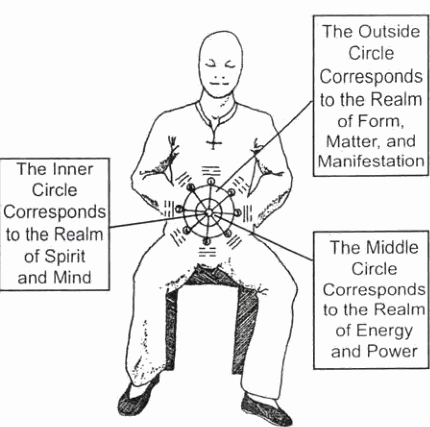 The Outside
Circle
Corresponds
to the Realm
of Form,
Matter, and
Manifestation
The Inner
Circle
Corresponds
to the Realm
of Spirit
and Mind
The Middle
Circle
Corresponds
to the Realm
of Energy
and Power